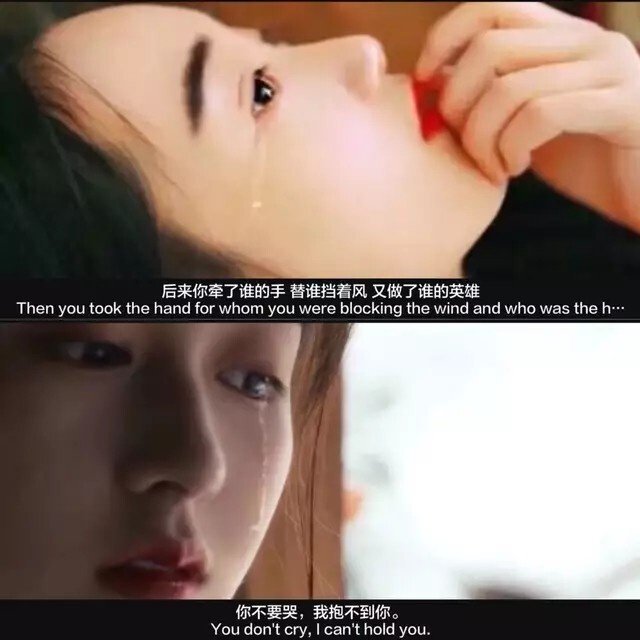 后来你牵了谁的手 替谁挡着风 又做了谁的英雄
Then you took the hand for whom you were blocking the wind and who was the h…
你不要哭，我抱不到你。
You don't cry, I can't hold you.